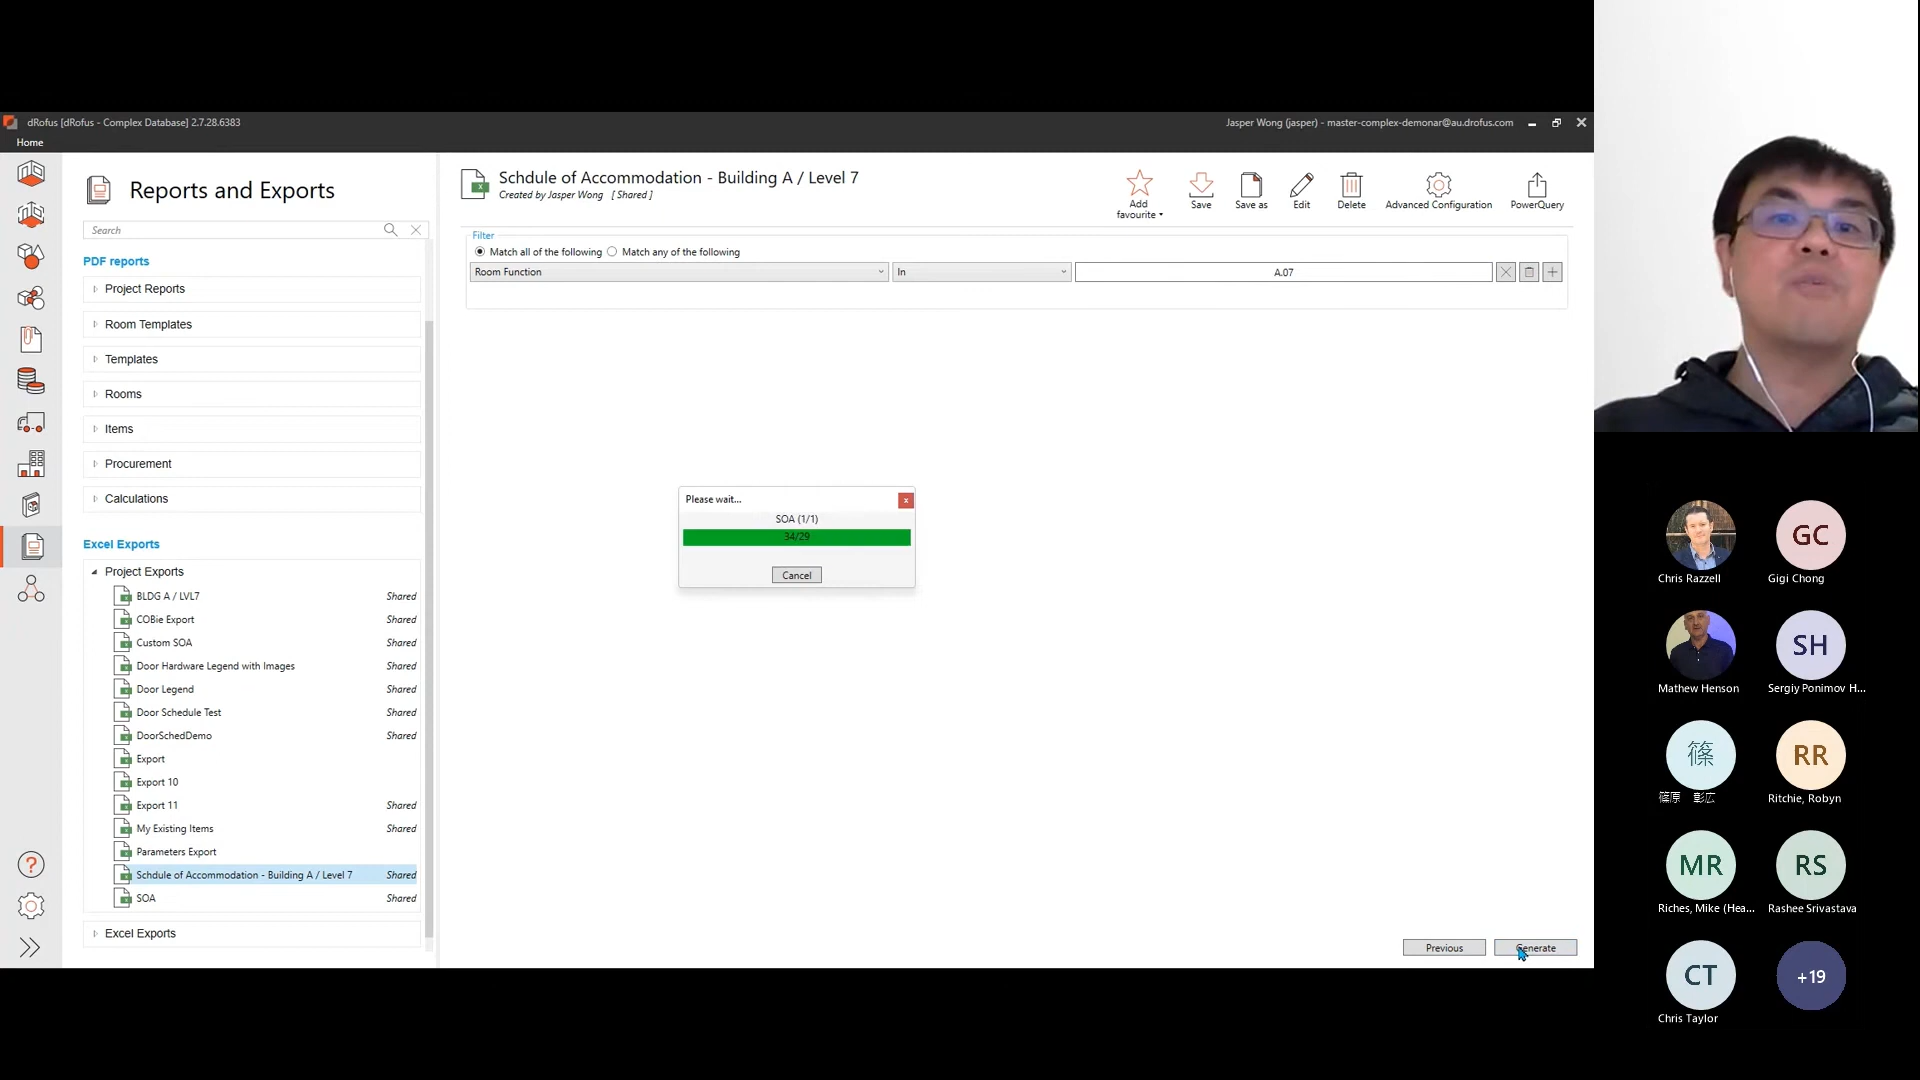 dRofus [dRofus - Complex Database] 2.7.28.6383
Jasper Wong (jasper) - master-complex-demonar@au.drofus.com
Home
Reports and Exports
Search
PDF reports
Project Reports
Room Templates
Templates
Rooms
Items
Procurement
Calculations
Excel Exports
Project Exports
BLDG A / LVL7 Shared
COBie Export Shared
Custom SOA Shared
Door Hardware Legend with Images Shared
Door Legend Shared
Door Schedule Test Shared
DoorSchedDemo Shared
Export
Export 10
Export 11 Shared
My Existing Items Shared
Parameters Export
Schdule of Accommodation - Building A / Level 7 Shared
SOA Shared
Excel Exports
Schdule of Accommodation - Building A / Level 7
Created by Jasper Wong [ Shared ]
Add
favourite
Save
Save as
Edit
Delete
Advanced Configuration
PowerQuery
Filter
Match all of the following
Match any of the following
Room Function
In
A.07
Please wait...
SOA (1/1)
34/29
Cancel
Previous
Generate
Chris Razzell
GC
Gigi Chong
Mathew Henson
SH
Sergiy Ponimov H...
篠
篠原 彰広
RR
Ritchie, Robyn
MR
Riches, Mike (Hea...
RS
Rashee Srivastava
CT
Chris Taylor
+19